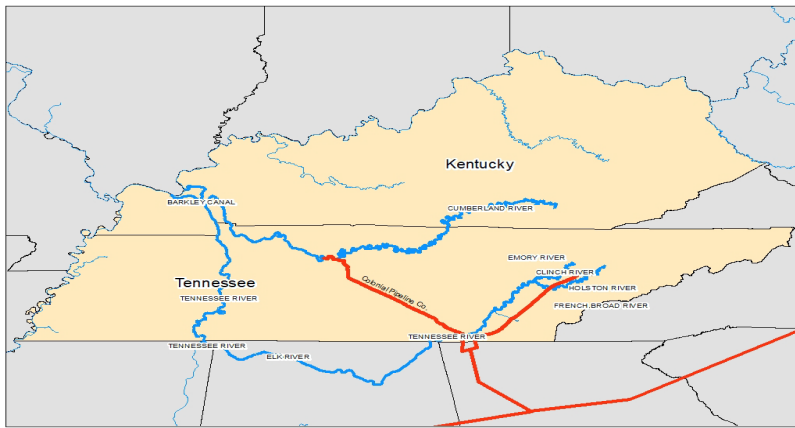 Kentucky
BARKLEY CANAL
CUMBERLAND RIVER
EMORY RIVER
CLINCH RIVER
Tennessee
HOLSTON RIVER
TENNESSEE RIVER
Colonial Pipeline Co.
FRENCH BROAD RIVER
TENNESSEE RIVER
TENNESSEE RIVER
ELK RIVER